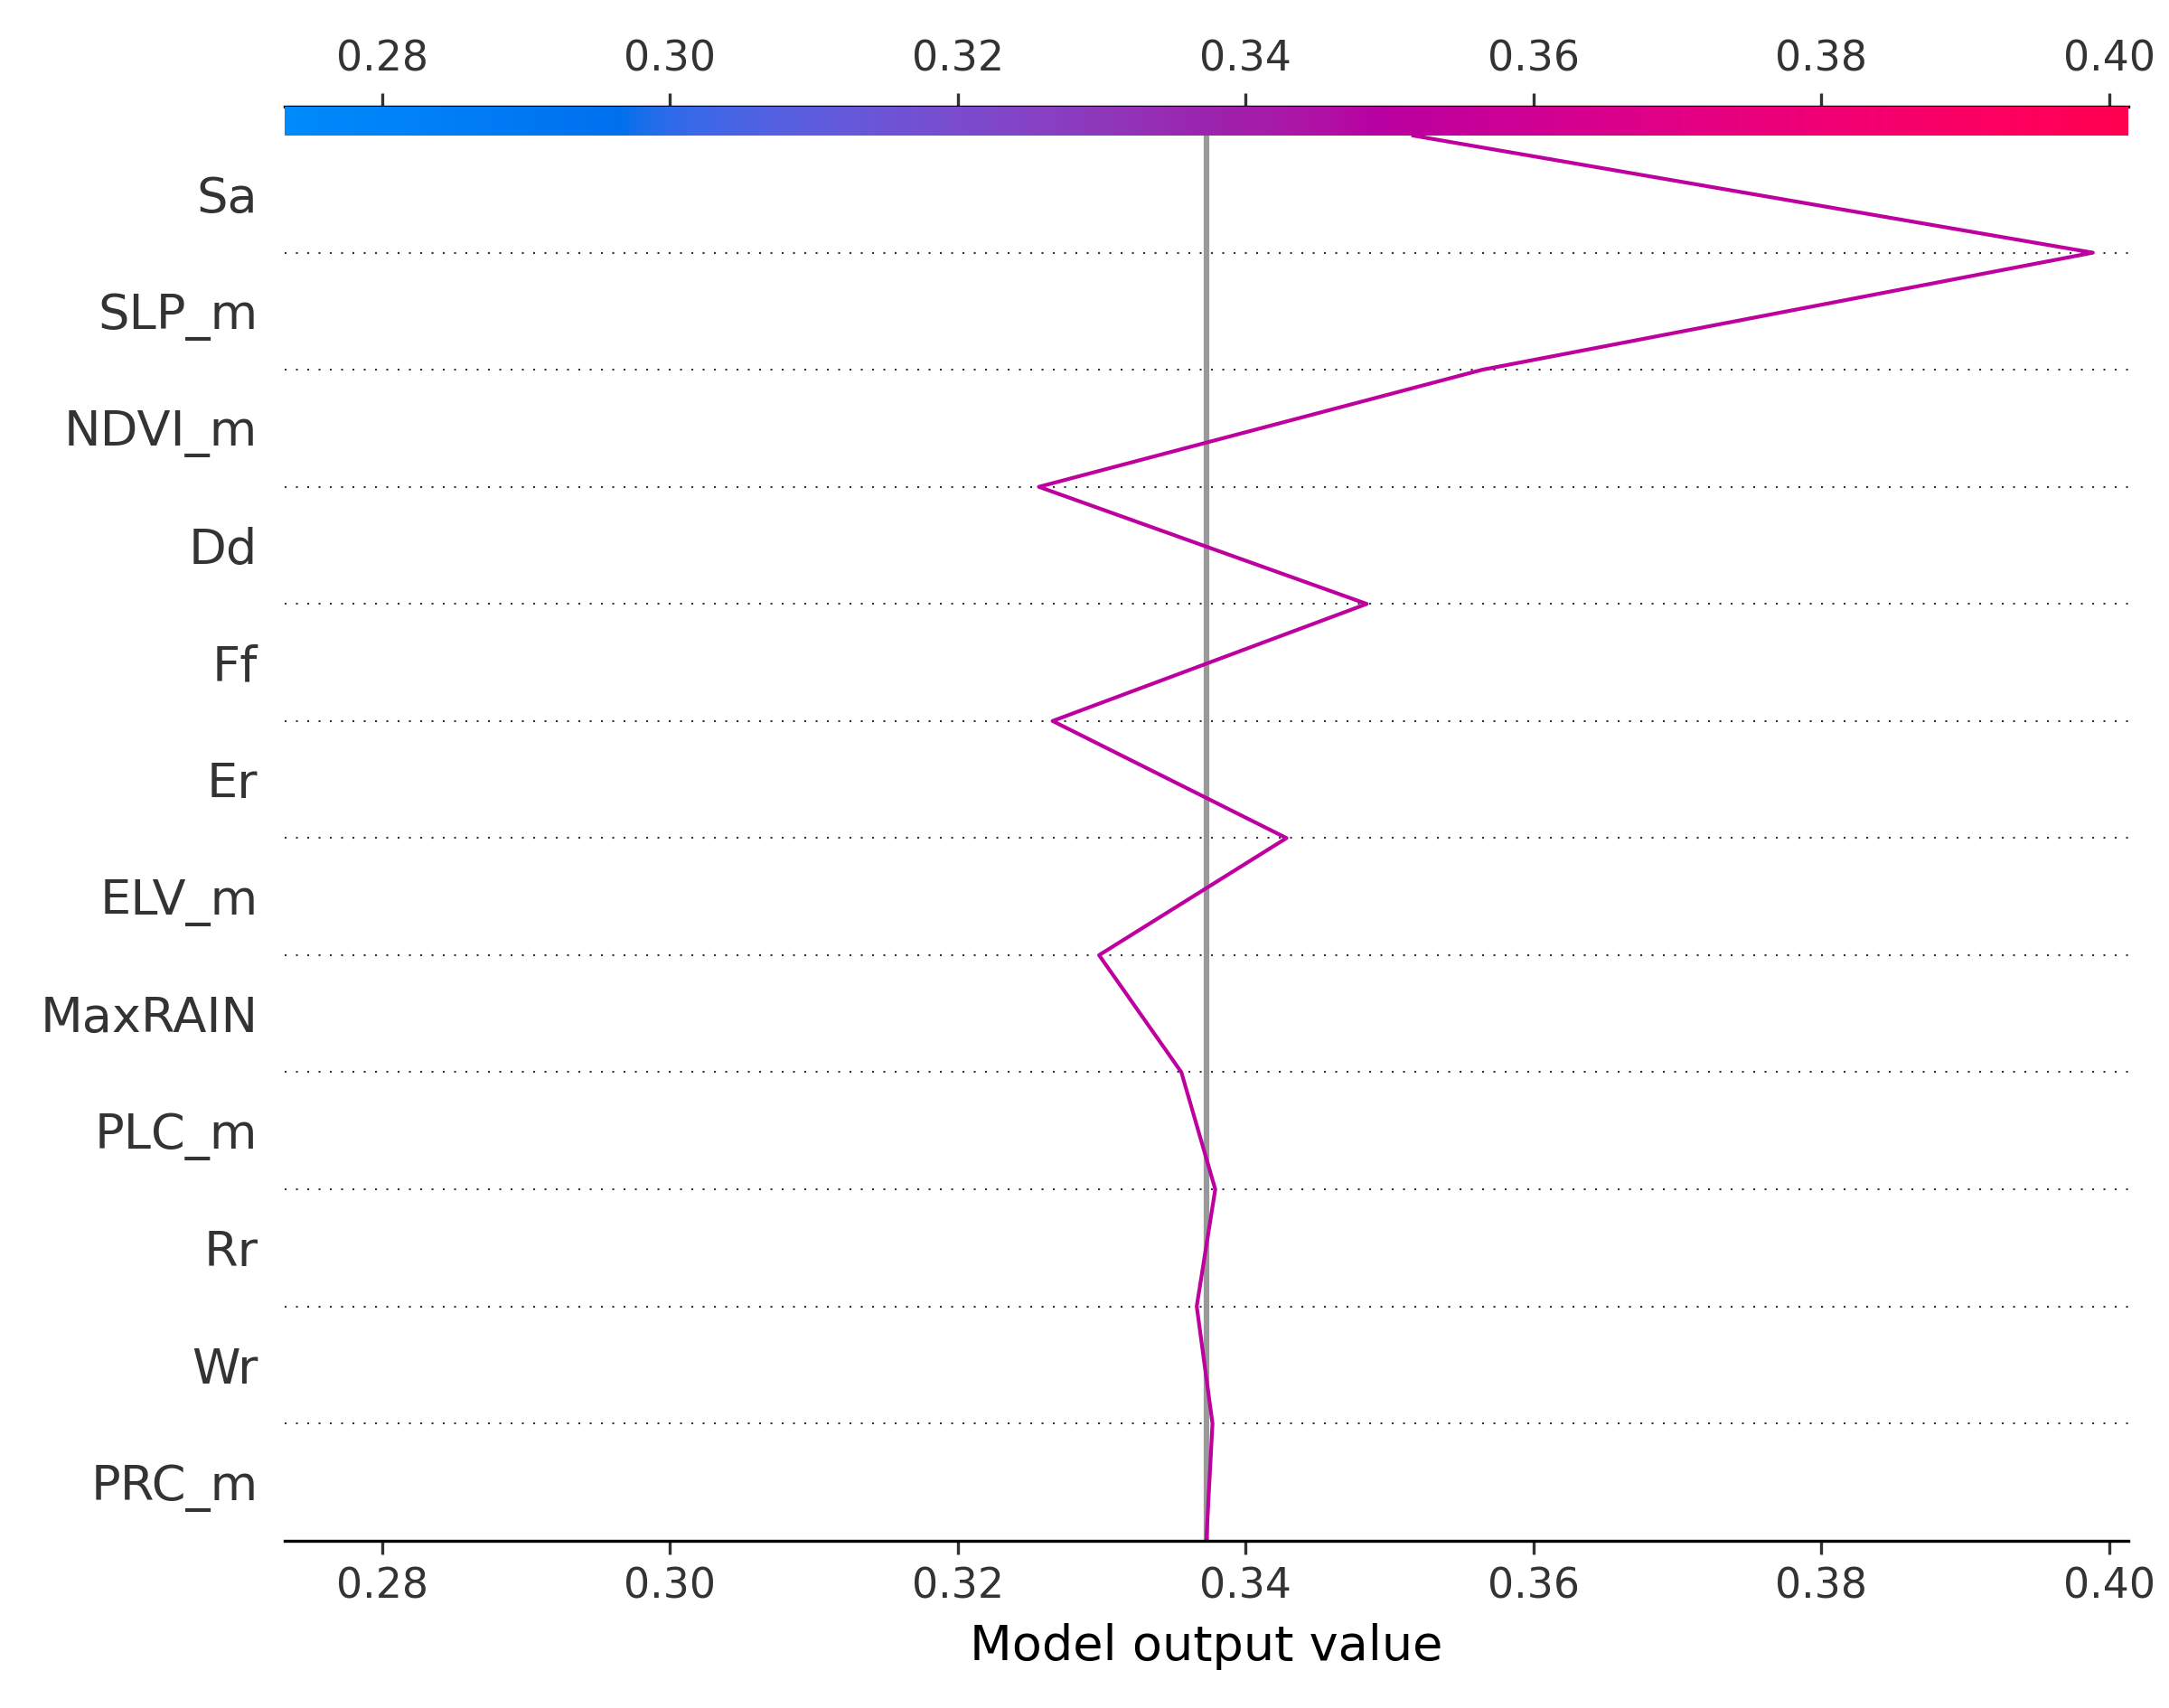 0.28 0.30 0.32 0.34 0.36 0.38 0.40
Sa
SLP_m
NDVI_m
Dd
Ff
Er
ELV_m
MaxRAIN
PLC_m
Rr
Wr
PRC_m
0.28 0.30 0.32 0.34 0.36 0.38 0.40
Model output value